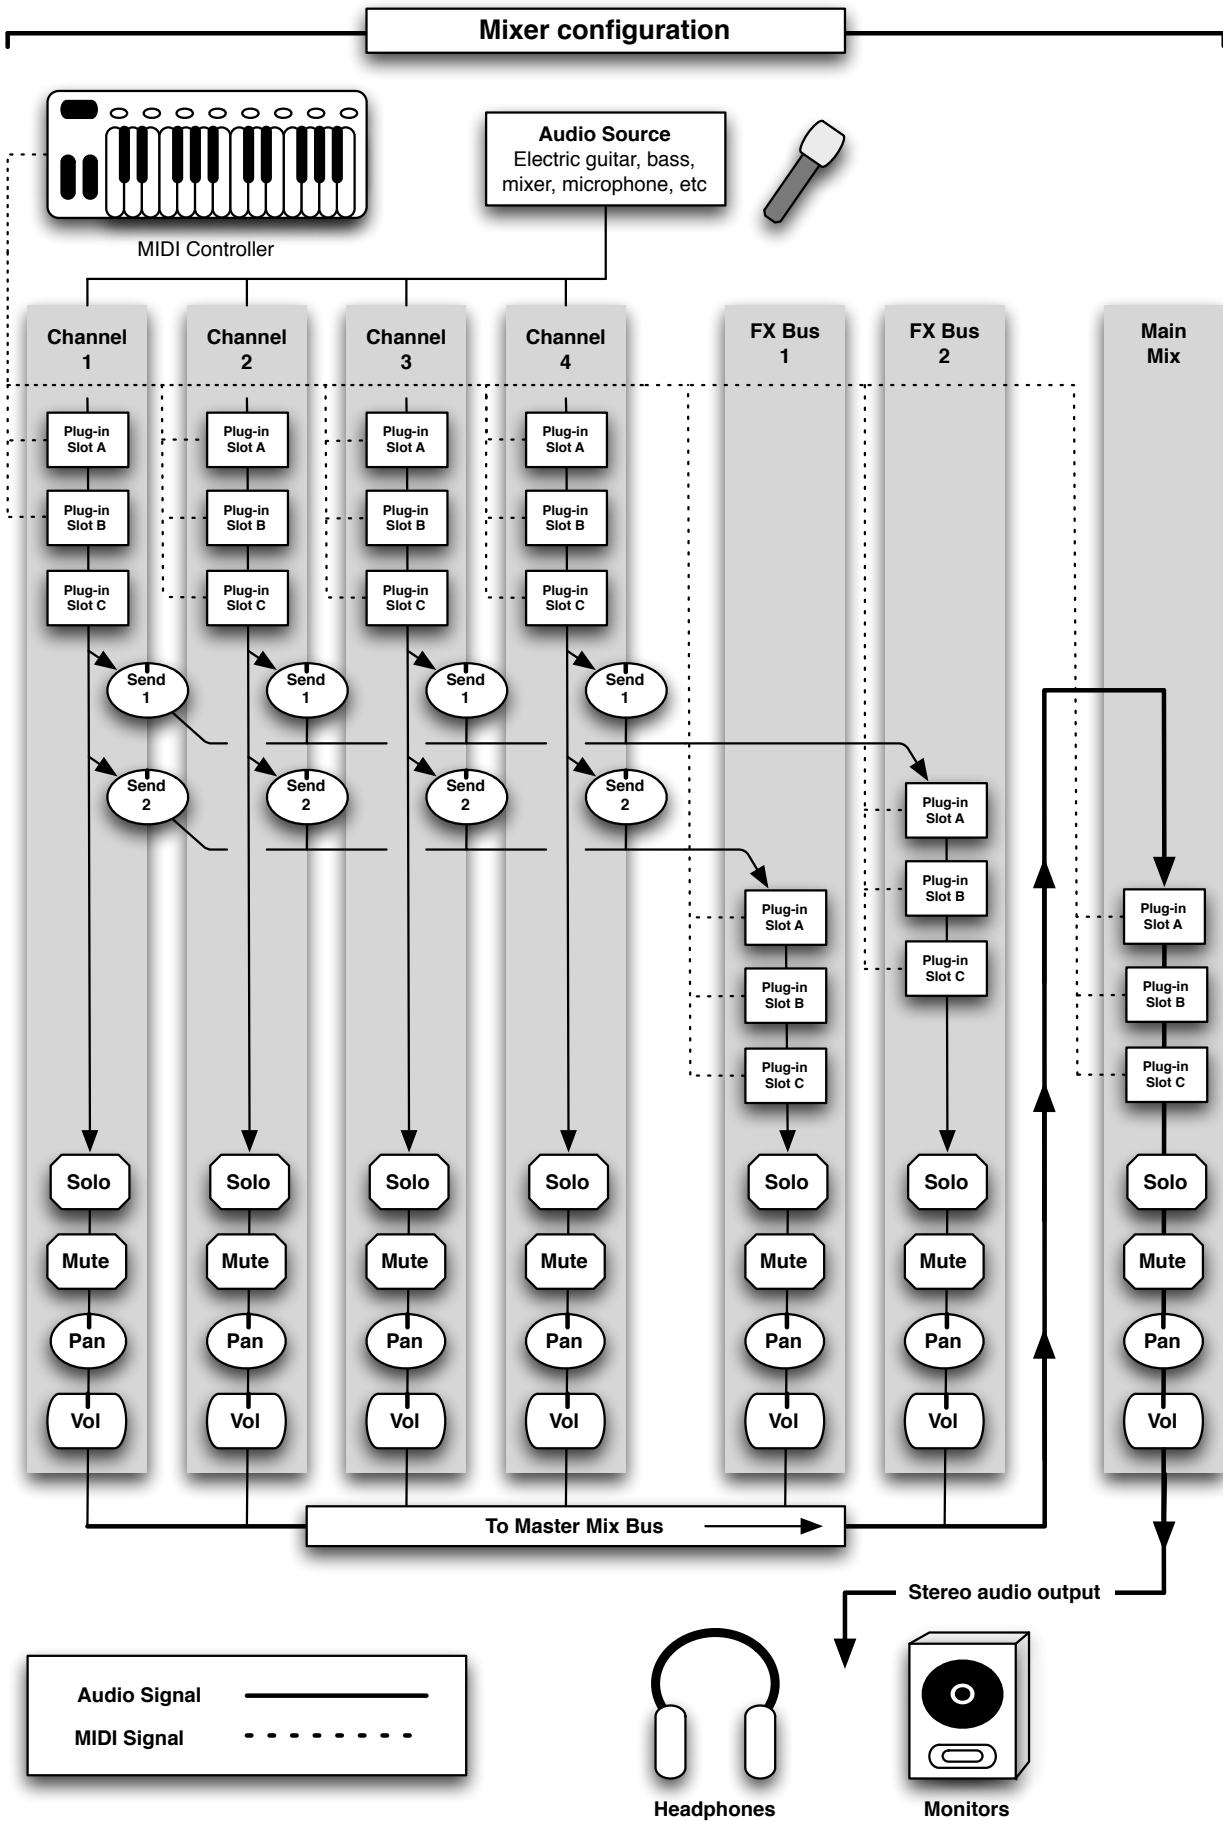 Mixer configuration
Audio Source
Electric guitar, bass,
mixer, microphone, etc
MIDI Controller
Channel
1
Channel
2
Channel
3
Channel
4
FX Bus
1
FX Bus
2
Main
Mix
Plug-in
Slot A
Plug-in
Slot A
Plug-in
Slot A
Plug-in
Slot A
Plug-in
Slot B
Plug-in
Slot B
Plug-in
Slot B
Plug-in
Slot B
Plug-in
Slot C
Plug-in
Slot C
Plug-in
Slot C
Plug-in
Slot C
Send
1
Send
1
Send
1
Send
1
Send
2
Send
2
Send
2
Send
2
Plug-in
Slot A
Plug-in
Slot B
Plug-in
Slot C
Plug-in
Slot A
Plug-in
Slot B
Plug-in
Slot C
Plug-in
Slot A
Plug-in
Slot B
Plug-in
Slot C
Solo
Solo
Solo
Solo
Solo
Solo
Solo
Mute
Mute
Mute
Mute
Mute
Mute
Mute
Pan
Pan
Pan
Pan
Pan
Pan
Pan
Vol
Vol
Vol
Vol
Vol
Vol
Vol
To Master Mix Bus
Stereo audio output
Audio Signal
MIDI Signal
Headphones
Monitors